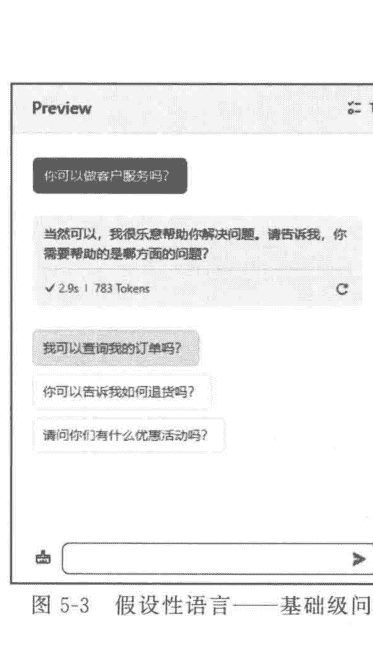 Preview
你可以做客户服务吗？
当然可以，我很乐意帮助你解决问题。请告诉我，你
需要帮助的是哪方面的问题？
2.9s | 783 Tokens
我可以查询我的订单吗？
你可以告诉我如何退货吗？
请问你们有什么优惠活动吗？
图 5-3 假设性语言——基础级问